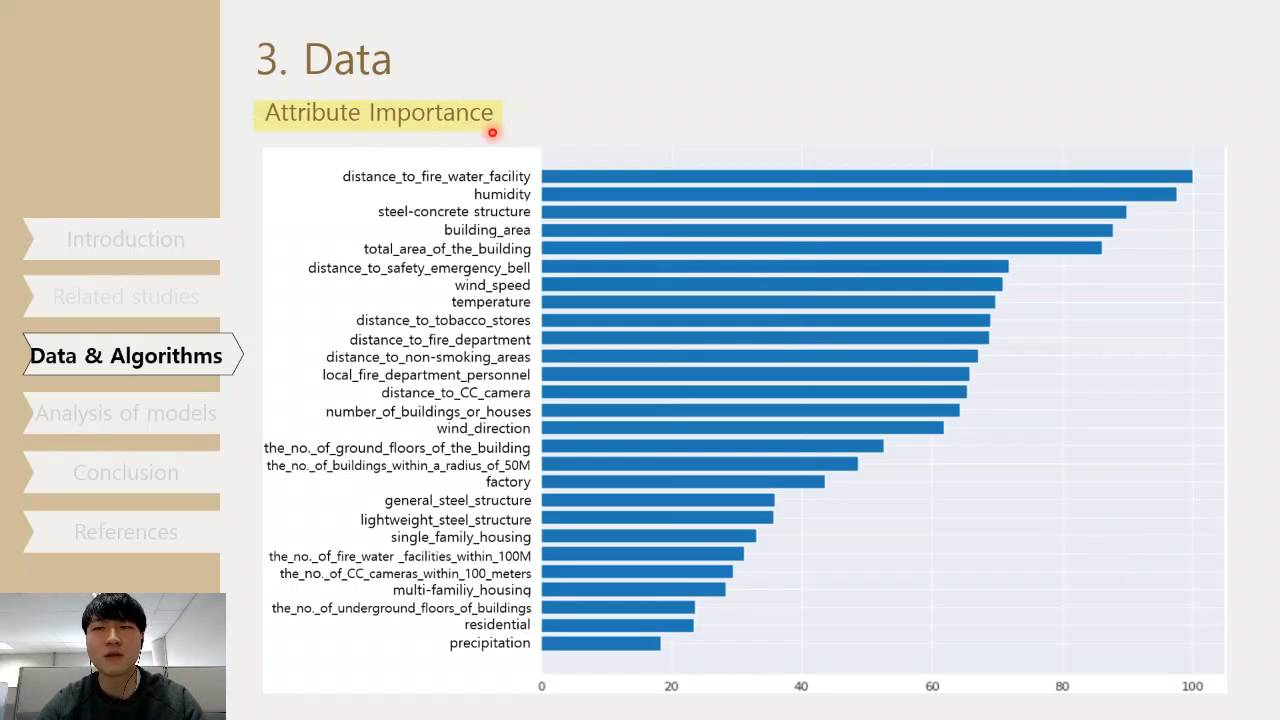 3. Data
Attribute Importance
Introduction
Related studies
Data & Algorithms
Analysis of models
Conclusion
References
distance_to_fire_water_facility
humidity
steel-concrete structure
building_area
total_area_of_the_building
distance_to_safety_emergency_bell
wind_speed
temperature
distance_to_tobacco_stores
distance_to_fire_department
distance_to_non-smoking_areas
local_fire_department_personnel
distance_to_CC_camera
number_of_buildings_or_houses
wind_direction
the_no._of_ground_floors_of_the_building
the_no._of_buildings_within_a_radius_of_50M
factory
general_steel_structure
lightweight_steel_structure
single_family_housing
the_no._of_fire_water _facilities_within_100M
the_no._of_CC_cameras_within_100_meters
multi-familiy_housing
the_no._of_underground_floors_of_buildings
residential
precipitation
0 20 40 60 80 100